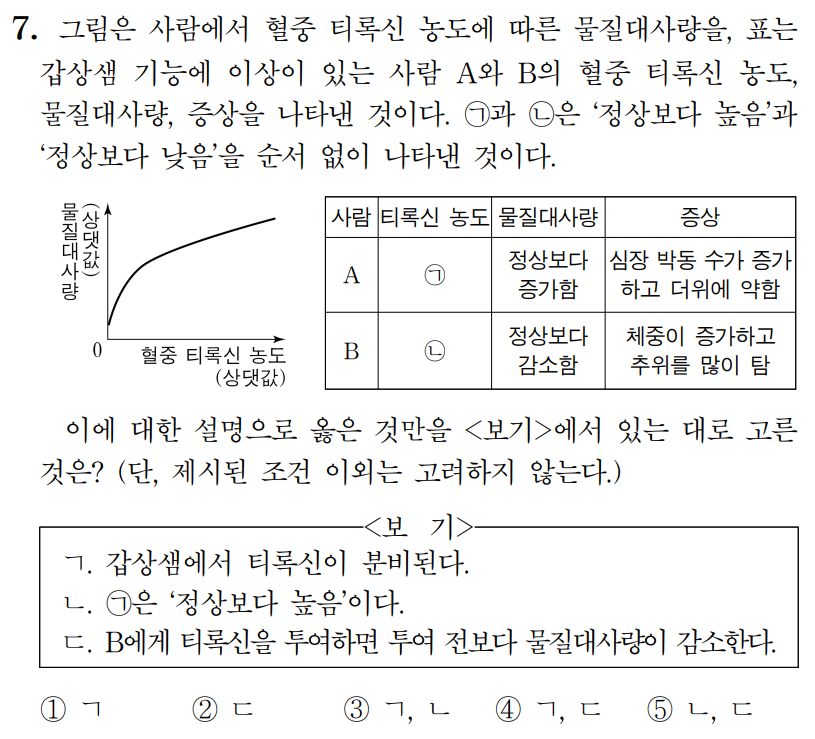 7. 그림은 사람에서 혈중 티록신 농도에 따른 물질대사량을, 표는
갑상샘 기능에 이상이 있는 사람 A와 B의 혈중 티록신 농도,
물질대사량, 증상을 나타낸 것이다. ㉠과 ㉡은 ‘정상보다 높음’과
‘정상보다 낮음’을 순서 없이 나타낸 것이다.
물질대사량
(상댓값)
0
혈중 티록신 농도
(상댓값)
사람 티록신 농도 물질대사량 증상
A ㉠ 정상보다 증가함 심장 박동 수가 증가하고 더위에 약함
B ㉡ 정상보다 감소함 체중이 증가하고 추위를 많이 탐
이에 대한 설명으로 옳은 것만을 <보기>에서 있는 대로 고른
것은? (단, 제시된 조건 이외는 고려하지 않는다.)
<보 기>
ㄱ. 갑상샘에서 티록신이 분비된다.
ㄴ. ㉠은 ‘정상보다 높음’이다.
ㄷ. B에게 티록신을 투여하면 투여 전보다 물질대사량이 감소한다.
① ㄱ ② ㄷ ③ ㄱ, ㄴ ④ ㄱ, ㄷ ⑤ ㄴ, ㄷ